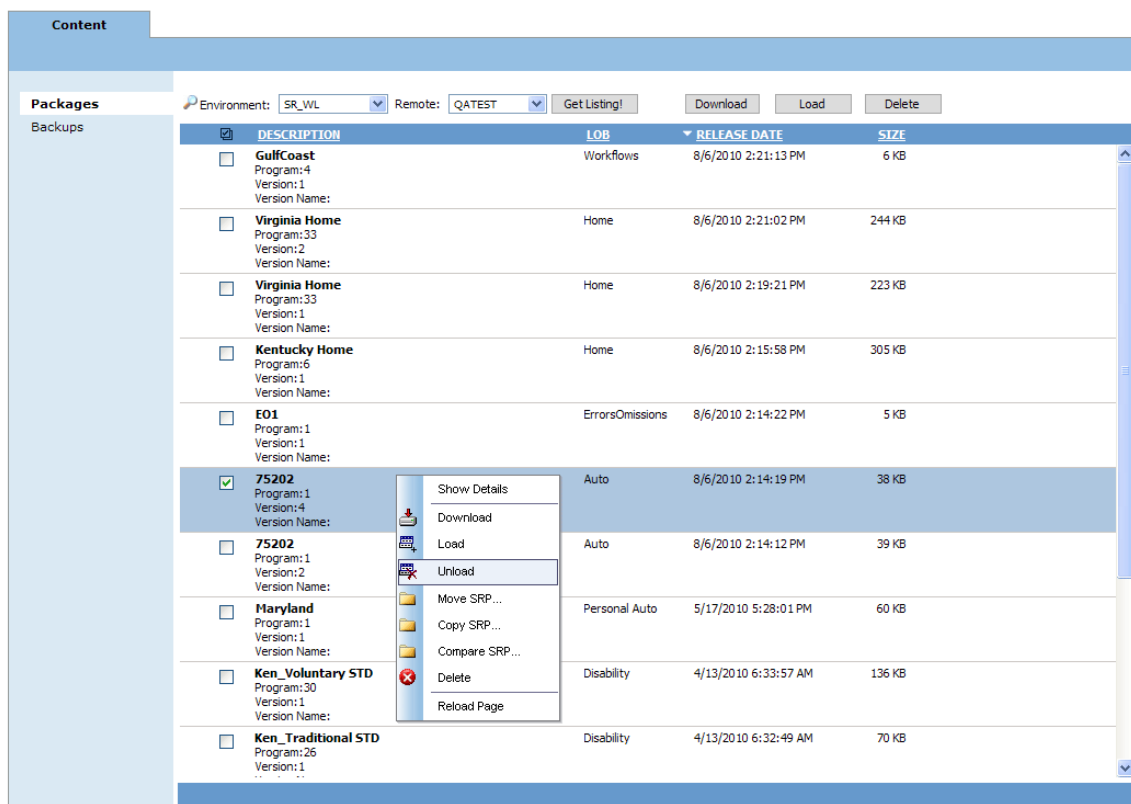 Content
Packages
Backups
Environment: SR_WL Remote: QATEST Get Listing! Download Load Delete
DESCRIPTION LOB RELEASE DATE SIZE
GulfCoast Workflows 8/6/2010 2:21:13 PM 6 KB
Program:4
Version:1
Version Name:
Virginia Home Home 8/6/2010 2:21:02 PM 244 KB
Program:33
Version:2
Version Name:
Virginia Home Home 8/6/2010 2:19:21 PM 223 KB
Program:33
Version:1
Version Name:
Kentucky Home Home 8/6/2010 2:15:58 PM 305 KB
Program:6
Version:1
Version Name:
EO1 ErrorsOmissions 8/6/2010 2:14:22 PM 5 KB
Program:1
Version:1
Version Name:
75202 Auto 8/6/2010 2:14:19 PM 38 KB
Program:1
Version:4
Version Name:
75202 Auto 8/6/2010 2:14:12 PM 39 KB
Program:1
Version:2
Version Name:
Maryland Personal Auto 5/17/2010 5:28:01 PM 60 KB
Program:1
Version:1
Version Name:
Ken_Voluntary STD Disability 4/13/2010 6:33:57 AM 136 KB
Program:30
Version:1
Version Name:
Ken_Traditional STD Disability 4/13/2010 6:32:49 AM 70 KB
Program:26
Version:1
Show Details
Download
Load
Unload
Move SRP...
Copy SRP...
Compare SRP...
Delete
Reload Page